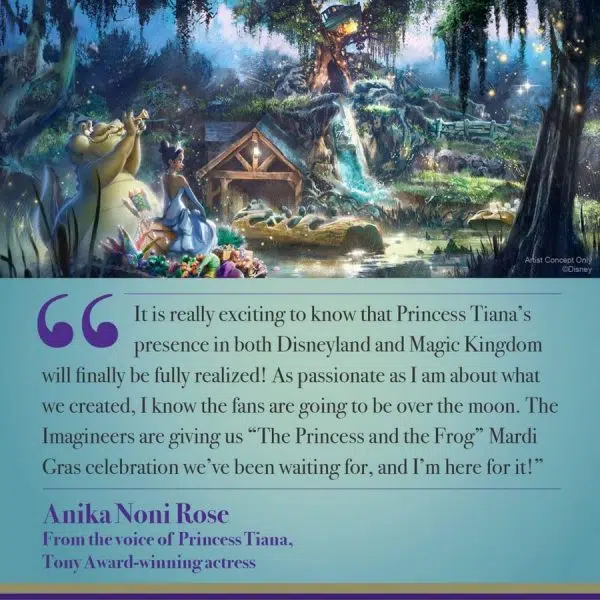 Artist Concept Only
©Disney
“
It is really exciting to know that Princess Tiana’s
presence in both Disneyland and Magic Kingdom
will finally be fully realized! As passionate as I am about what
we created, I know the fans are going to be over the moon. The
Imagineers are giving us “The Princess and the Frog” Mardi
Gras celebration we’ve been waiting for, and I’m here for it!”
Anika Noni Rose
From the voice of Princess Tiana,
Tony Award-winning actress